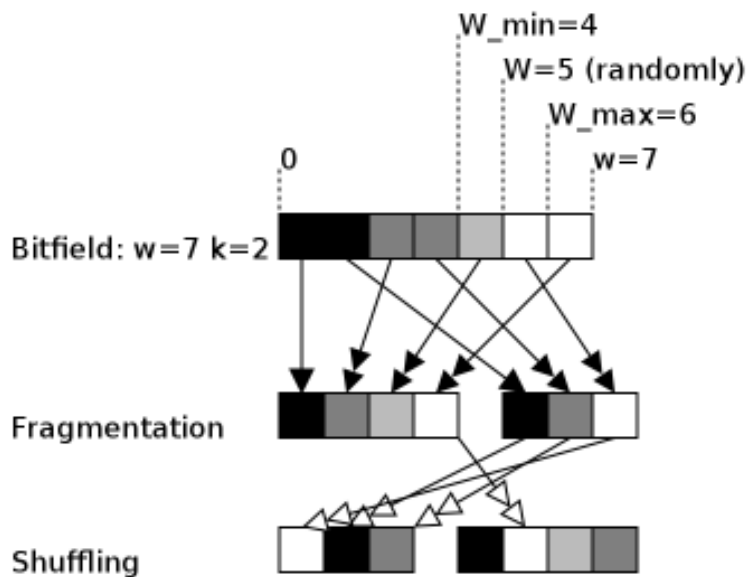 W_min=4
W=5 (randomly)
W_max=6
0
w=7
Bitfield: w=7 k=2
Fragmentation
Shuffling